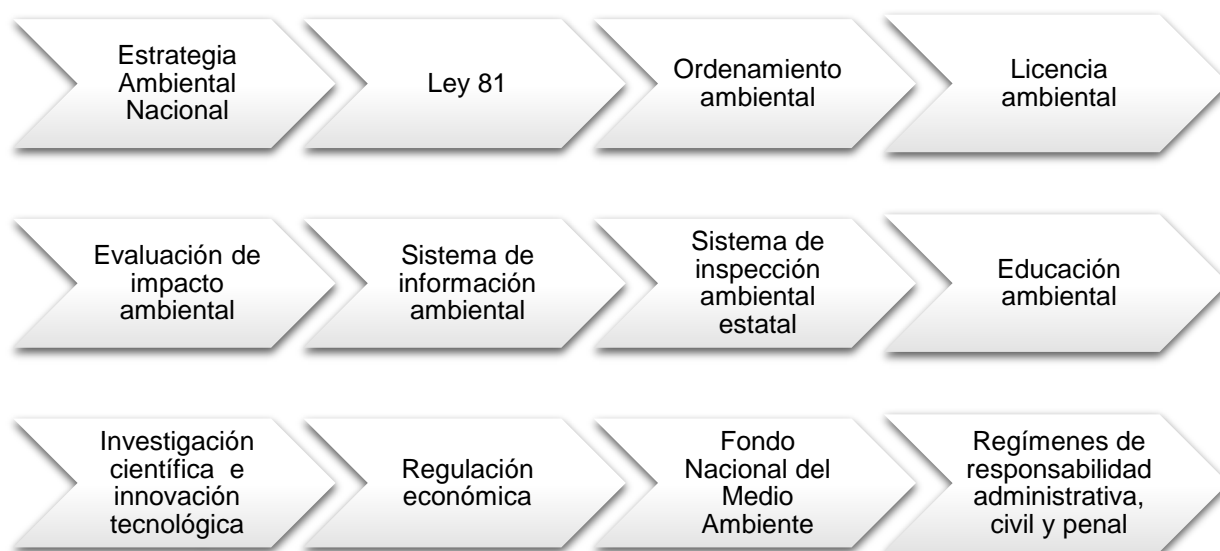 Estrategia
Ambiental
Nacional
Ley 81
Ordenamiento
ambiental
Licencia
ambiental
Evaluación de
impacto
ambiental
Sistema de
información
ambiental
Sistema de
inspección
ambiental
estatal
Educación
ambiental
Investigación
científica e
innovación
tecnológica
Regulación
económica
Fondo
Nacional del
Medio
Ambiente
Regímenes de
responsabilidad
administrativa,
civil y penal